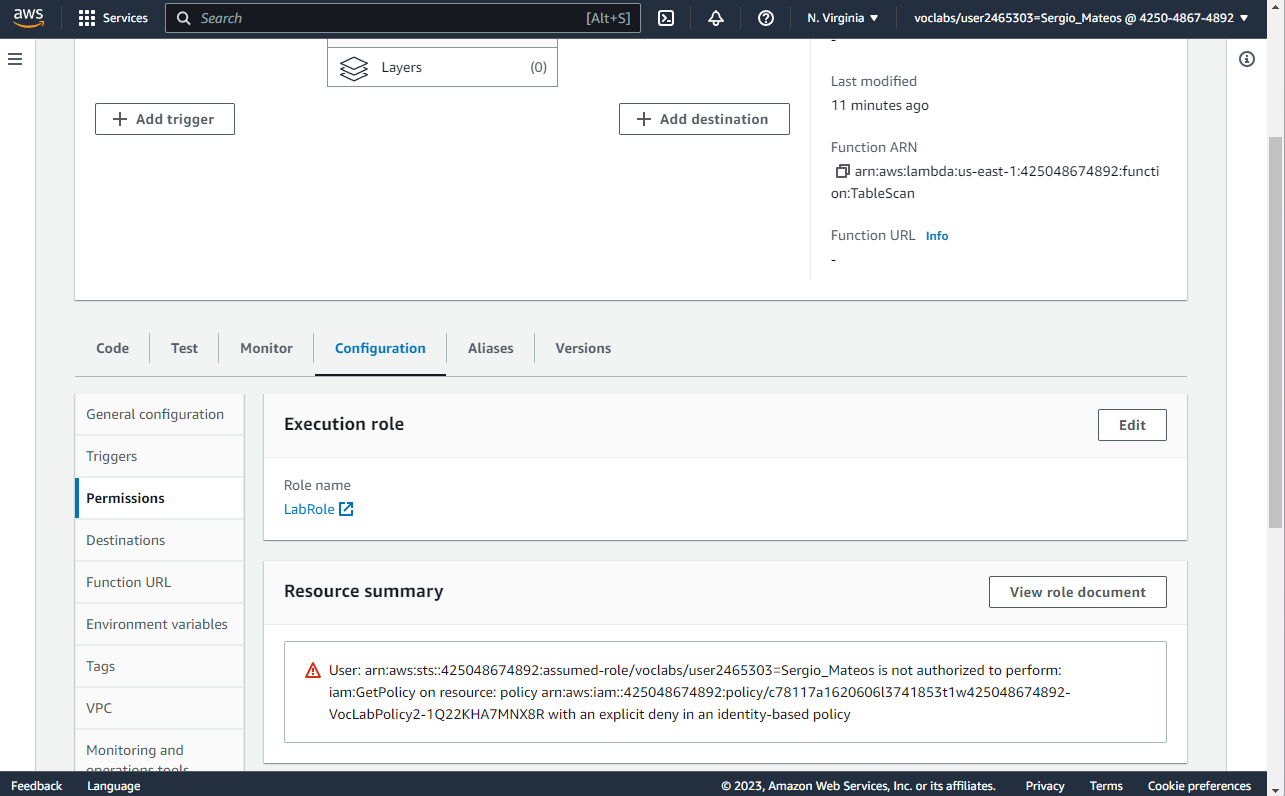 aws
Services
Search
[Alt+S]
N. Virginia
voclabs/user2465303=Sergio_Mateos @ 4250-4867-4892
Layers
(0)
Add trigger
Add destination
-
Last modified
11 minutes ago
Function ARN
arn:aws:lambda:us-east-1:425048674892:functi
on:TableScan
Function URL Info
-
Code
Test
Monitor
Configuration
Aliases
Versions
General configuration
Triggers
Permissions
Destinations
Function URL
Environment variables
Tags
VPC
Monitoring and
operations tools
Execution role
Edit
Role name
LabRole
Resource summary
View role document
User: arn:aws:sts::425048674892:assumed-role/voclabs/user2465303=Sergio_Mateos is not authorized to perform:
iam:GetPolicy on resource: policy arn:aws:iam::425048674892:policy/c78117a1620606l3741853t1w425048674892-
VocLabPolicy2-1Q22KHA7MNX8R with an explicit deny in an identity-based policy
Feedback
Language
© 2023, Amazon Web Services, Inc. or its affiliates.
Privacy
Terms
Cookie preferences